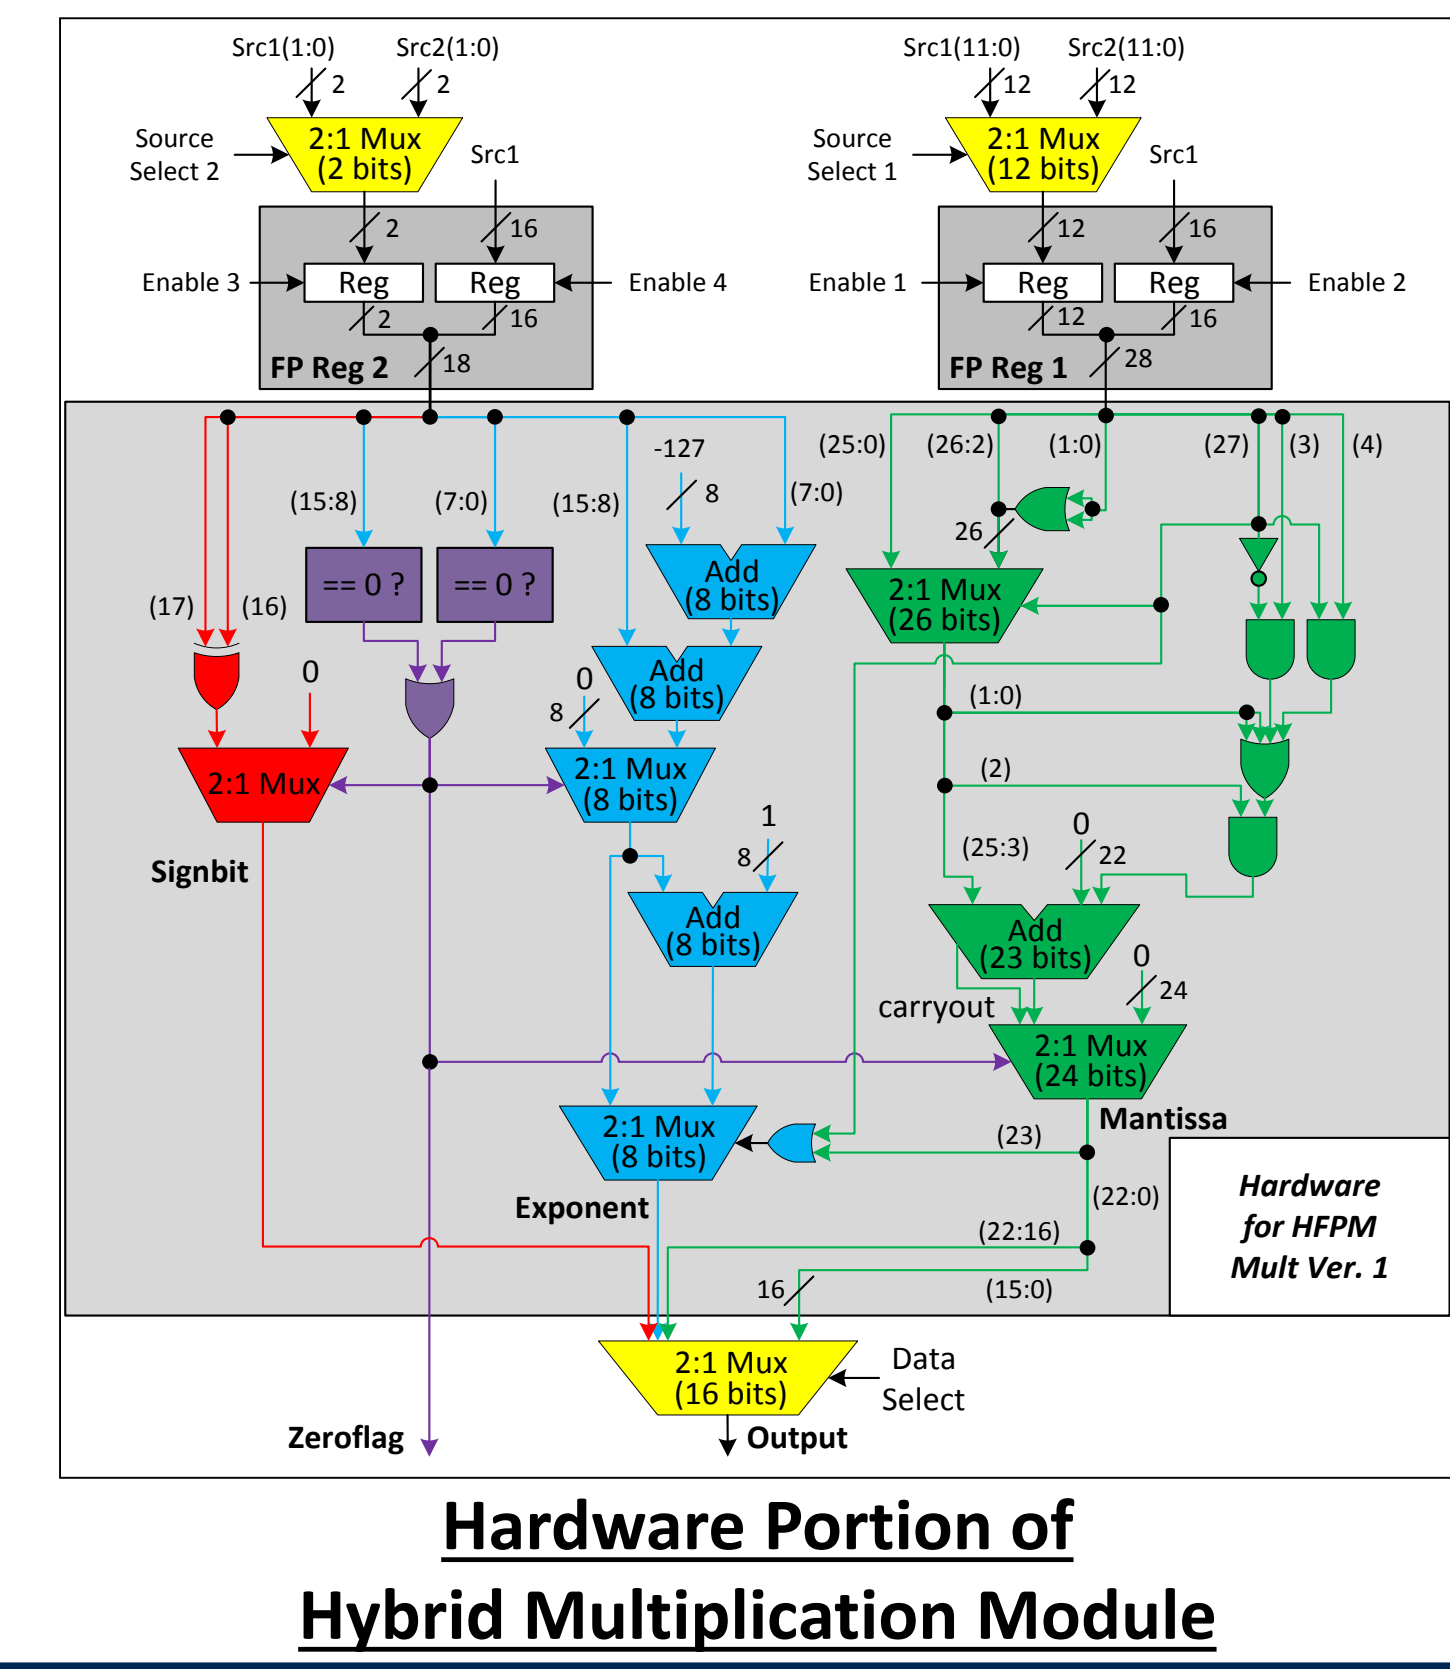 Src1(1:0)
Src2(1:0)
Src1(11:0)
Src2(11:0)
2
2
12
12
Source
Select 2
2:1 Mux
(2 bits)
Src1
Source
Select 1
2:1 Mux
(12 bits)
Src1
2
16
12
16
Enable 3
Reg
Reg
Enable 4
Enable 1
Reg
Reg
Enable 2
2
16
12
16
FP Reg 2
18
FP Reg 1
28
(15:8)
(7:0)
(15:8)
-127
8
(7:0)
(25:0)
(26:2)
(1:0)
(27)
(3)
(4)
26
== 0 ?
== 0 ?
Add
(8 bits)
2:1 Mux
(26 bits)
(17)
(16)
0
0
8
Add
(8 bits)
(1:0)
2:1 Mux
2:1 Mux
(8 bits)
(2)
Signbit
1
8
(25:3)
0
22
Add
(8 bits)
Add
(23 bits)
0
24
carryout
2:1 Mux
(24 bits)
Mantissa
2:1 Mux
(8 bits)
(23)
Exponent
(22:0)
(22:16)
16
(15:0)
Hardware
for HFPM
Mult Ver. 1
2:1 Mux
(16 bits)
Data
Select
Zeroflag
Output
Hardware Portion of
Hybrid Multiplication Module